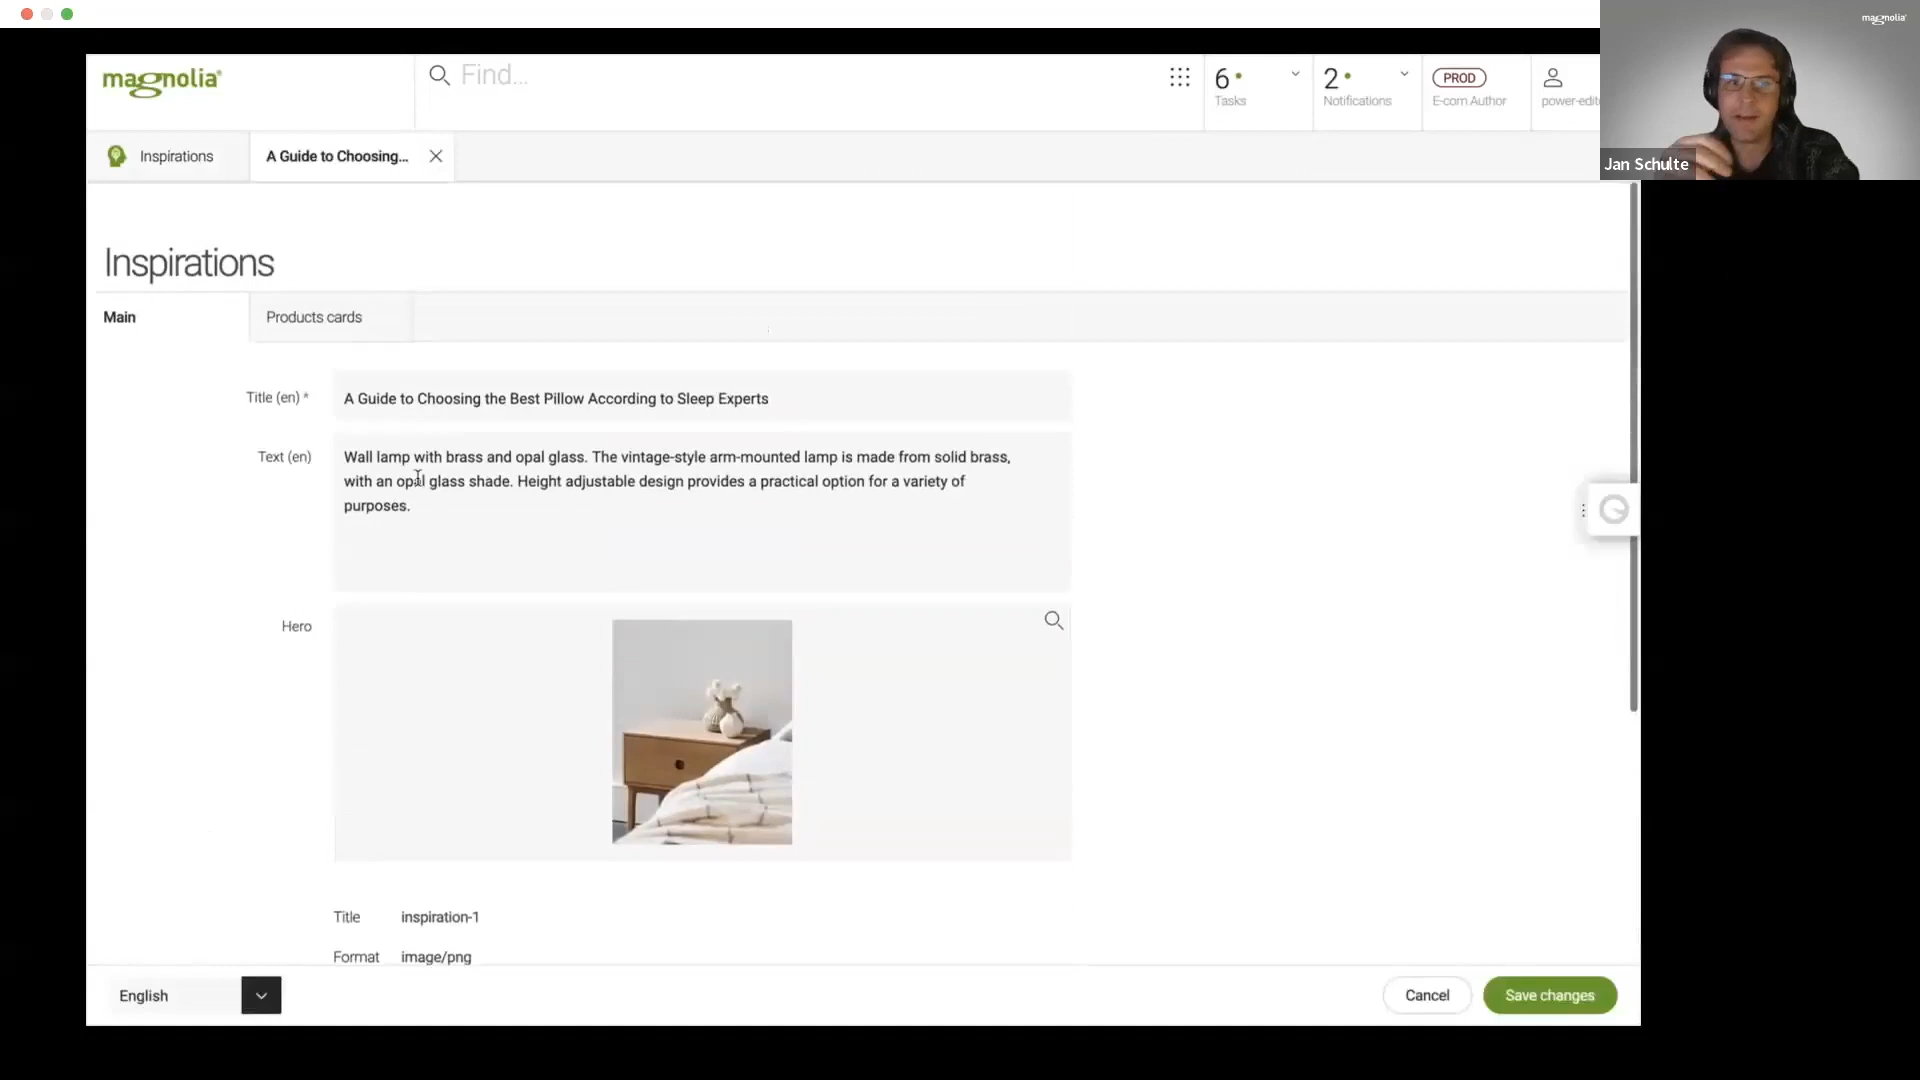 magnolia
magnolia
Find...
6
Tasks
2
Notifications
PROD
E-com Author
power-edit
Jan Schulte
Inspirations
A Guide to Choosing...
Inspirations
Main
Products cards
Title (en) *
A Guide to Choosing the Best Pillow According to Sleep Experts
Text (en)
Wall lamp with brass and opal glass. The vintage-style arm-mounted lamp is made from solid brass,
with an opal glass shade. Height adjustable design provides a practical option for a variety of
purposes.
Hero
Title inspiration-1
Format image/png
English
Cancel
Save changes